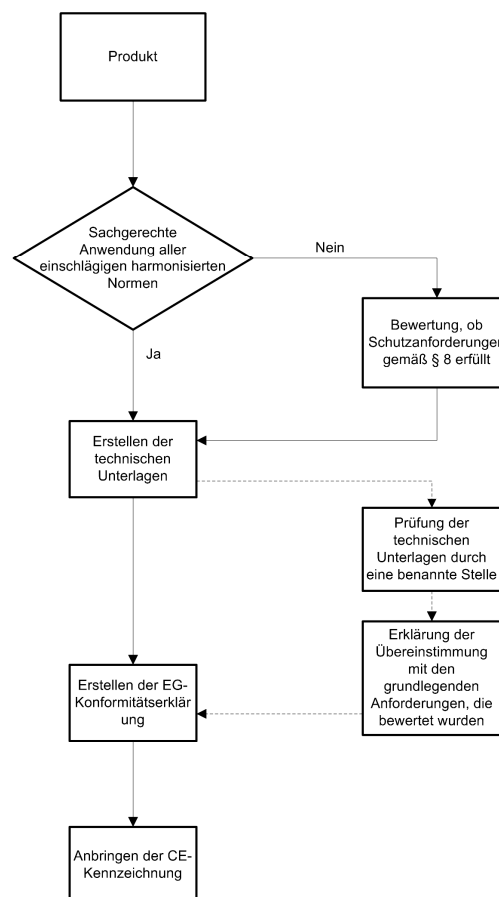 Produkt
Sachgerechte
Anwendung aller
einschlägigen harmonisierten
Normen
Nein
Ja
Bewertung, ob
Schutzanforderungen
gemäß § 8 erfüllt
Erstellen der
technischen
Unterlagen
Prüfung der
technischen
Unterlagen durch
eine benannte Stelle
Erklärung der
Übereinstimmung
mit den
grundlegenden
Anforderungen, die
bewertet wurden
Erstellen der EG-
Konformitätserklär
ung
Anbringen der CE-
Kennzeichnung